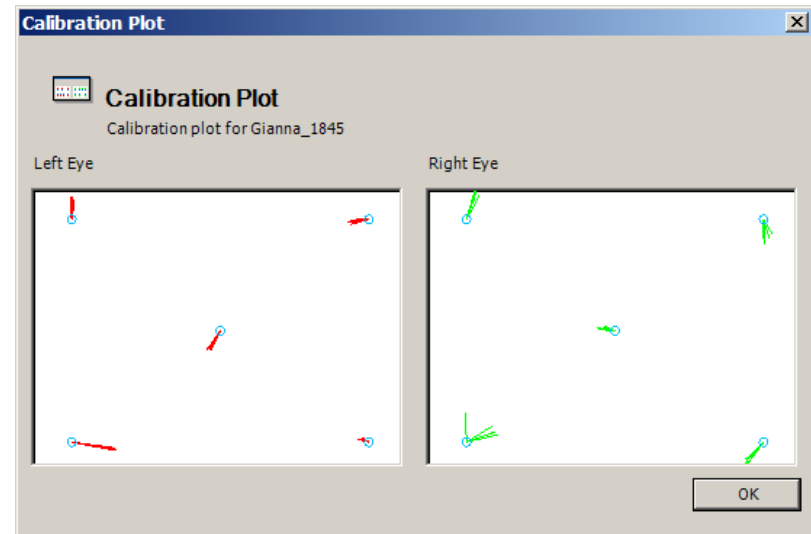 Calibration Plot
Calibration Plot
Calibration plot for Gianna_1845
Left Eye
Right Eye
OK